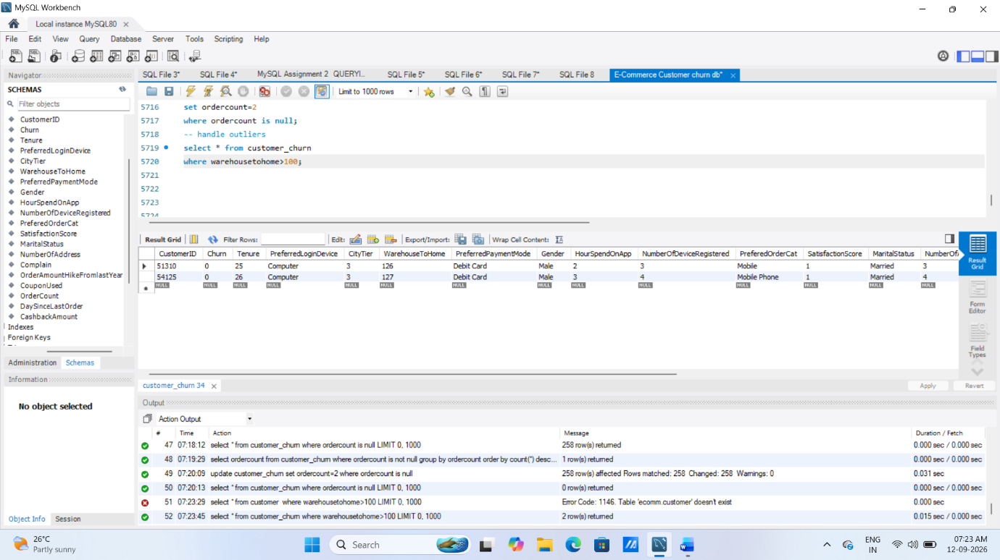 MySQL Workbench
Local instance MySQL80
File Edit View Query Database Server Tools Scripting Help
Navigator
SCHEMAS
Filter objects
CustomerID
Churn
Tenure
PreferredLoginDevice
CityTier
WarehouseToHome
PreferredPaymentMode
Gender
HourSpendOnApp
NumberOfDeviceRegistered
PreferedOrderCat
SatisfactionScore
MaritalStatus
NumberOfAddress
Complain
OrderAmountHikeFromlastYear
CouponUsed
OrderCount
DaySinceLastOrder
CashbackAmount
Indexes
Foreign Keys
Administration Schemas
Information
No object selected
Object Info Session
SQL File 3* SQL File 4* MySQL Assignment 2 QUERYI... SQL File 5* SQL File 6* SQL File 7* SQL File 8 E-Commerce Customer churn db*
Limit to 1000 rows
5716 set ordercount=2
5717 where ordercount is null;
5718 -- handle outliers
5719 select * from customer_churn
5720 where warehousetohome>100;
5721
5722
5723
5724
Result Grid Filter Rows: Edit: Export/Import: Wrap Cell Content:
CustomerID Churn Tenure PreferredLoginDevice CityTier WarehouseToHome PreferredPaymentMode Gender HourSpendOnApp NumberOfDeviceRegistered PreferedOrderCat SatisfactionScore MaritalStatus NumberOfA
51310 0 25 Computer 3 126 Debit Card Male 2 3 Mobile 1 Married 3
54125 0 26 Computer 3 127 Debit Card Male 3 4 Mobile Phone 1 Married 4
NULL NULL NULL NULL NULL NULL NULL NULL NULL NULL NULL NULL NULL NULL
Result Grid
Form Editor
Field Types
customer_churn 34
Apply Revert
Output
Action Output
# Time Action Message Duration / Fetch
47 07:18:12 select * from customer_churn where ordercount is null LIMIT 0, 1000 258 row(s) returned 0.000 sec / 0.000 sec
48 07:19:29 select ordercount from customer_churn where ordercount is not null group by ordercount order by count(*) desc... 1 row(s) returned 0.000 sec / 0.000 sec
49 07:20:09 update customer_churn set ordercount=2 where ordercount is null 258 row(s) affected Rows matched: 258 Changed: 258 Warnings: 0 0.031 sec
50 07:20:13 select * from customer_churn where ordercount is null LIMIT 0, 1000 0 row(s) returned 0.000 sec / 0.000 sec
51 07:23:29 select * from customer where warehousetohome>100 LIMIT 0, 1000 Error Code: 1146. Table 'ecomm.customer' doesn't exist 0.000 sec
52 07:23:45 select * from customer_churn where warehousetohome>100 LIMIT 0, 1000 2 row(s) returned 0.015 sec / 0.000 sec
26°C
Partly sunny
Search
ENG
IN
07:23 AM
12-09-2026